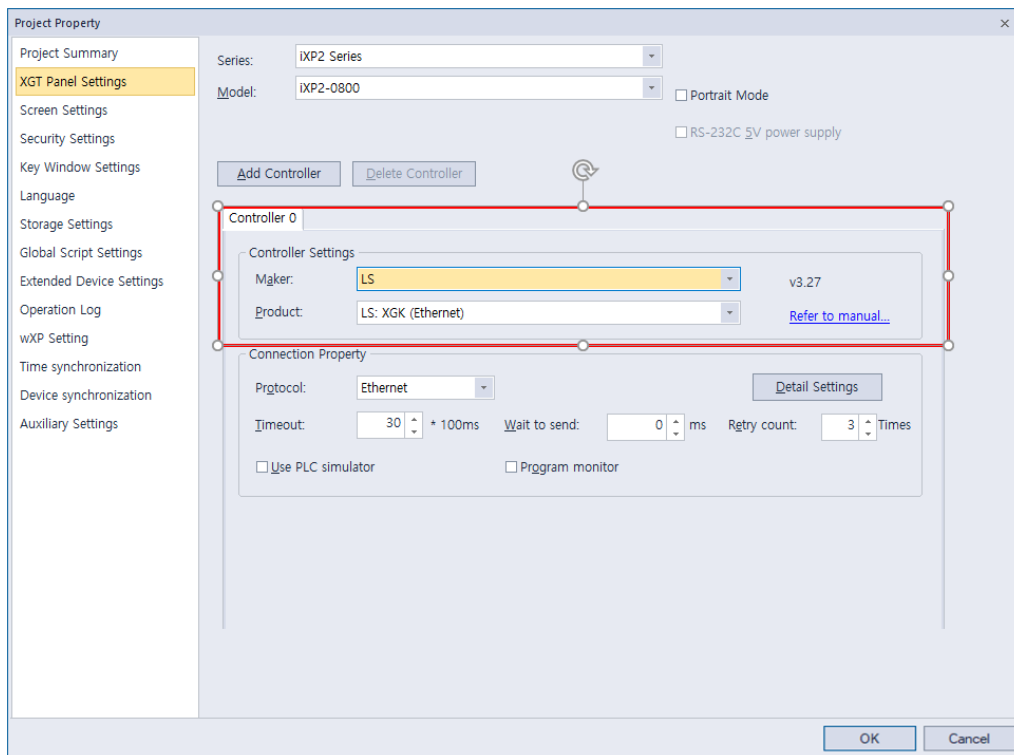 Project Property
Project Summary
XGT Panel Settings
Screen Settings
Security Settings
Key Window Settings
Language
Storage Settings
Global Script Settings
Extended Device Settings
Operation Log
wXP Setting
Time synchronization
Device synchronization
Auxiliary Settings
Series: iXP2 Series
Model: iXP2-0800
Portrait Mode
RS-232C 5V power supply
Add Controller Delete Controller
Controller 0
Controller Settings
Maker: LS v3.27
Product: LS: XGK (Ethernet) Refer to manual...
Connection Property
Protocol: Ethernet Detail Settings
Timeout: 30 * 100ms Wait to send: 0 ms Retry count: 3 Times
Use PLC simulator Program monitor
OK Cancel